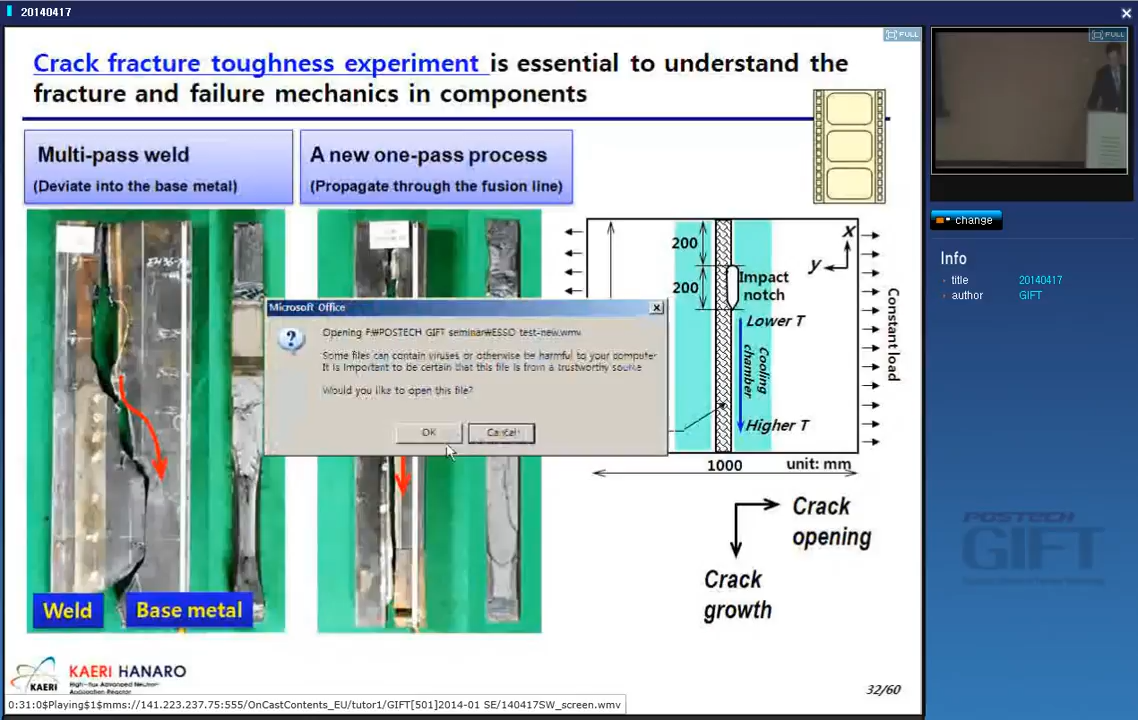 20140417
FULL
FULL
Crack fracture toughness experiment is essential to understand the
fracture and failure mechanics in components
Multi-pass weld
(Deviate into the base metal)
A new one-pass process
(Propagate through the fusion line)
change
Info
title 20140417
author GIFT
200
200
x
y
Impact
notch
Lower T
Cooling
chamber
Higher T
Constant load
1000
unit: mm
Microsoft Office
Opening F:\POSTECH GIFT seminar\ESSO test-new.wmv
Some files can contain viruses or otherwise be harmful to your computer
It is important to be certain that this file is from a trustworthy source
Would you like to open this file?
OK
Cancel
Crack
opening
Crack
growth
Weld
Base metal
POSTECH
GIFT
KAERI
KAERI HANARO
High-flux Advanced Neutron
Application Reactor
32/60
0:31:0$Playing$1$mms://141.223.237.75:555/OnCastContents_EU/tutor1/GIFT[501]2014-01 SE/140417SW_screen.wmv